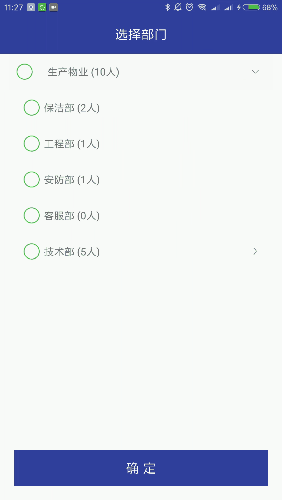 11:27
68%
选择部门
生产物业 (10人)
保洁部 (2人)
工程部 (1人)
安防部 (1人)
客服部 (0人)
技术部 (5人)
确 定